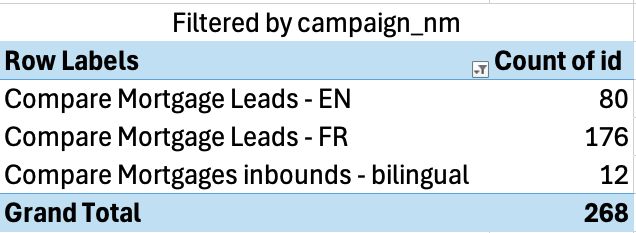 Filtered by campaign_nm
Row Labels Count of id
Compare Mortgage Leads - EN 80
Compare Mortgage Leads - FR 176
Compare Mortgages inbounds - bilingual 12
Grand Total 268